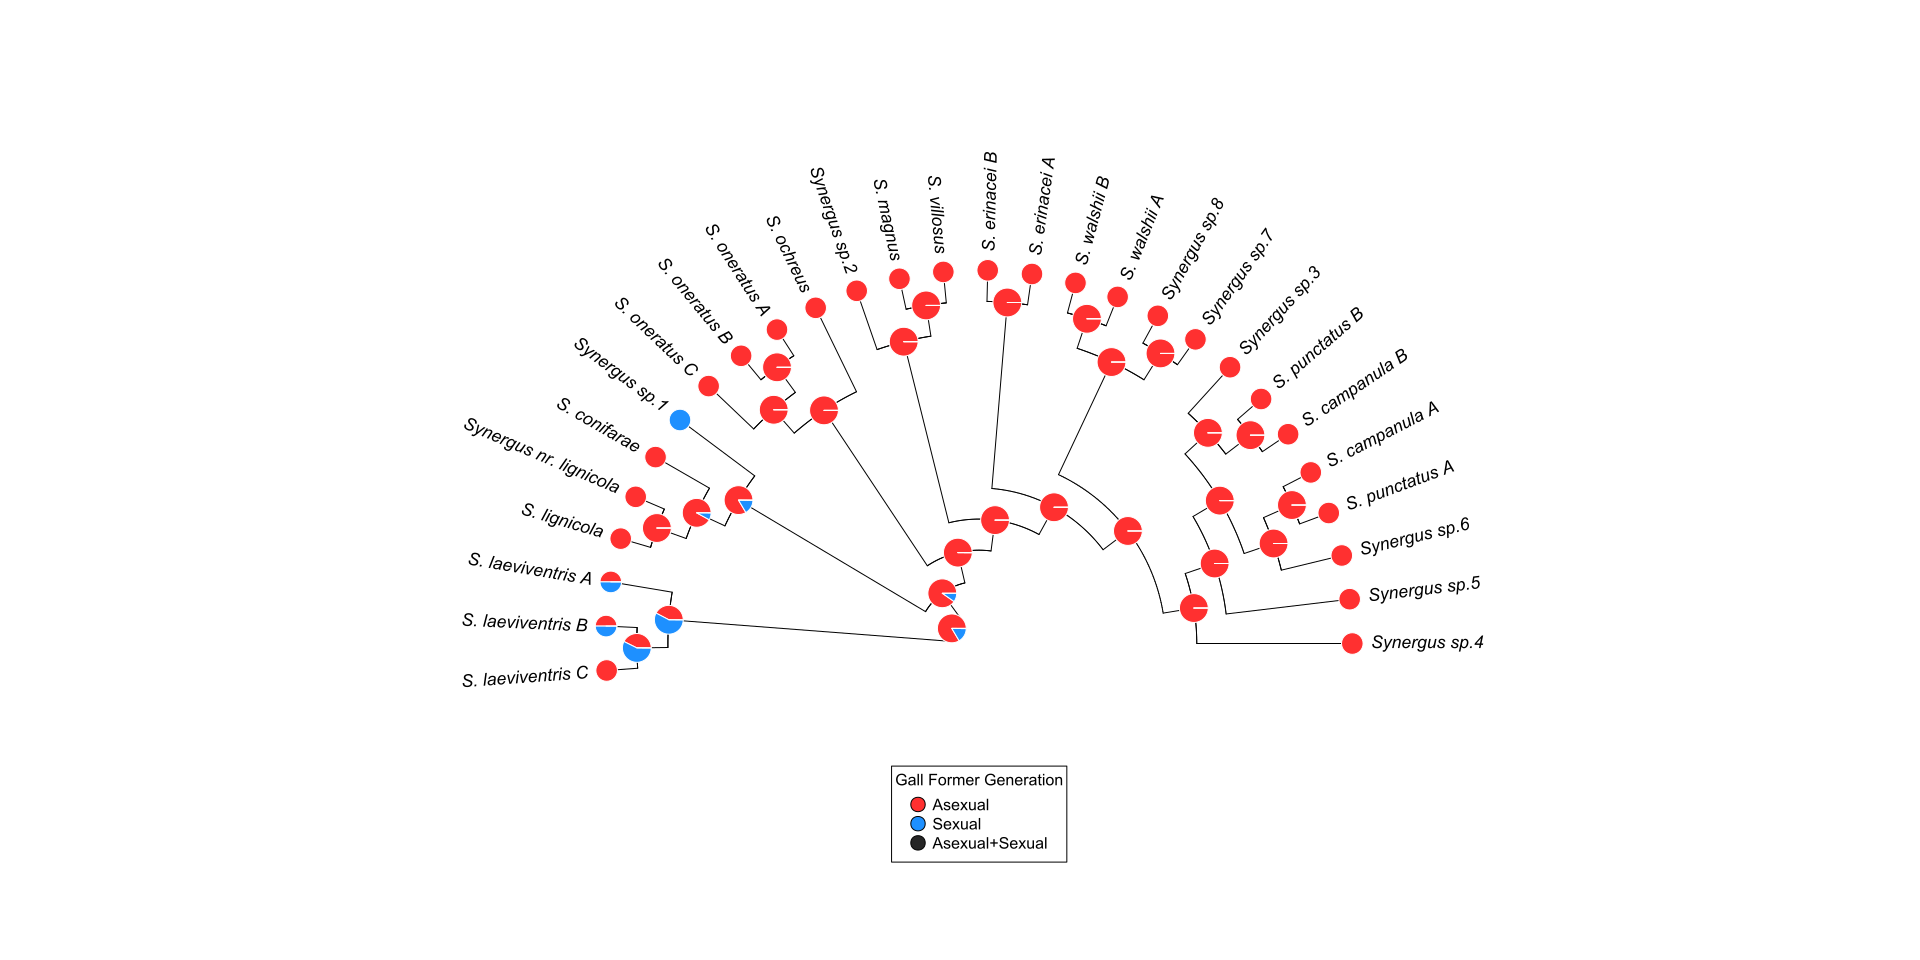 S. laeviventris C
S. laeviventris B
S. laeviventris A
S. lignicola
Synergus nr. lignicola
S. conifarae
Synergus sp.1
S. oneratus C
S. oneratus B
S. oneratus A
S. ochreus
Synergus sp.2
S. magnus
S. villosus
S. erinacei B
S. erinacei A
S. walshii B
S. walshii A
Synergus sp.8
Synergus sp.7
Synergus sp.3
S. punctatus B
S. campanula B
S. campanula A
S. punctatus A
Synergus sp.6
Synergus sp.5
Synergus sp.4
Gall Former Generation
Asexual
Sexual
Asexual+Sexual